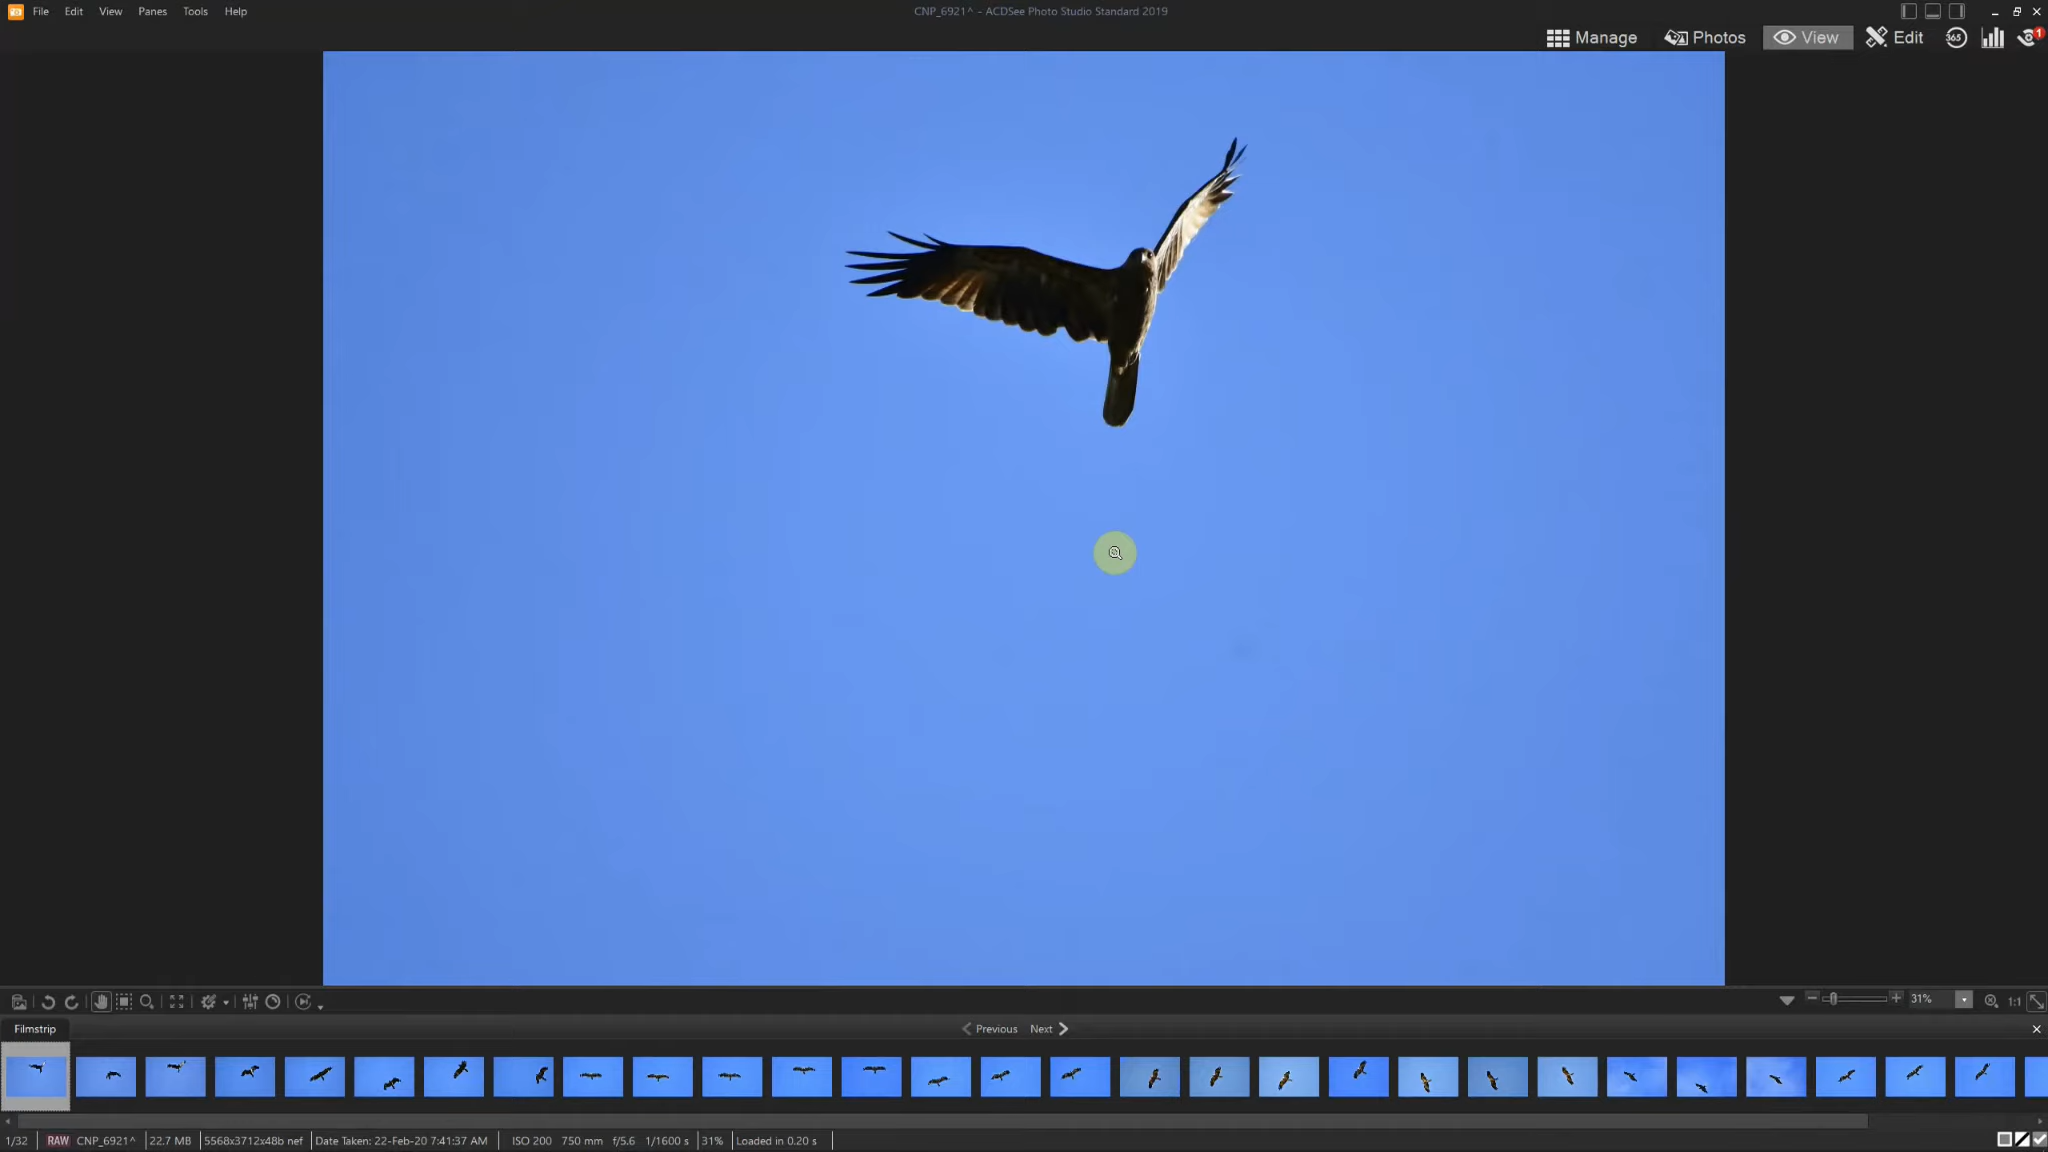 File Edit View Panes Tools Help
CNP_6921^ - ACDSee Photo Studio Standard 2019
Manage Photos View Edit 365 1
31% 1:1
Filmstrip
Previous Next
1/32 RAW CNP_6921^ 22.7 MB 5568x3712x48b nef Date Taken: 22-Feb-20 7:41:37 AM ISO 200 750 mm f/5.6 1/1600 s 31% Loaded in 0.20 s